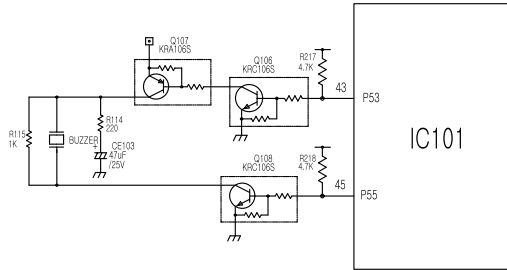 Q107
KRA106S
Q106
KRC106S
R217
4.7K
43
P53
IC101
R115
1K
BUZZER
R114
220
+
CE103
47uF
/25V
Q108
KRC106S
R218
4.7K
45
P55